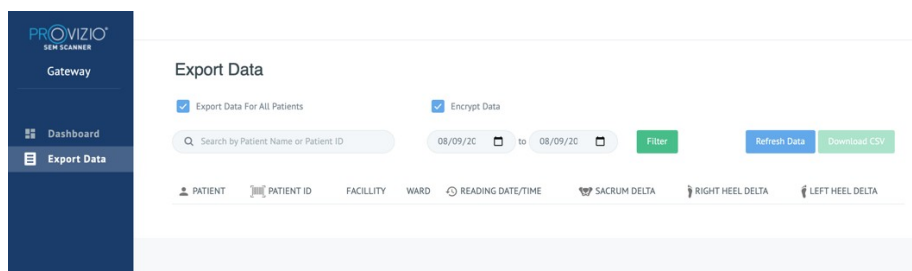 PROVIZIO®
SEM SCANNER
Gateway
Dashboard
Export Data
Export Data
Export Data For All Patients
Encrypt Data
Search by Patient Name or Patient ID
08/09/20 to 08/09/20 Filter Refresh Data Download CSV
PATIENT PATIENT ID FACILLITY WARD READING DATE/TIME SACRUM DELTA RIGHT HEEL DELTA LEFT HEEL DELTA